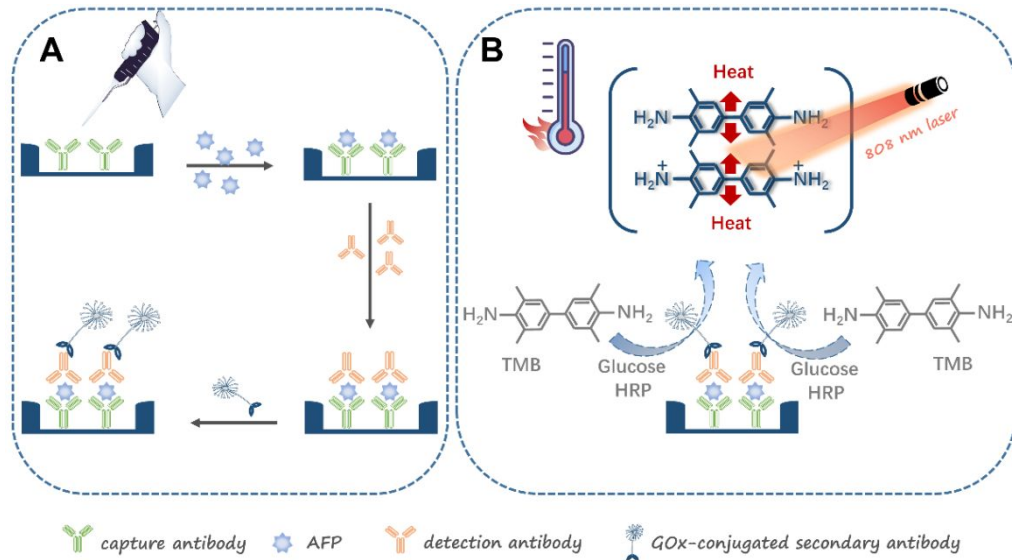 A
B
Heat
H₂N
NH₂
808 nm laser
H₂N⁺
⁺NH₂
Heat
H₂N
NH₂
TMB
Glucose
HRP
H₂N
NH₂
TMB
Glucose
HRP
capture antibody
AFP
detection antibody
GOx-conjugated secondary antibody